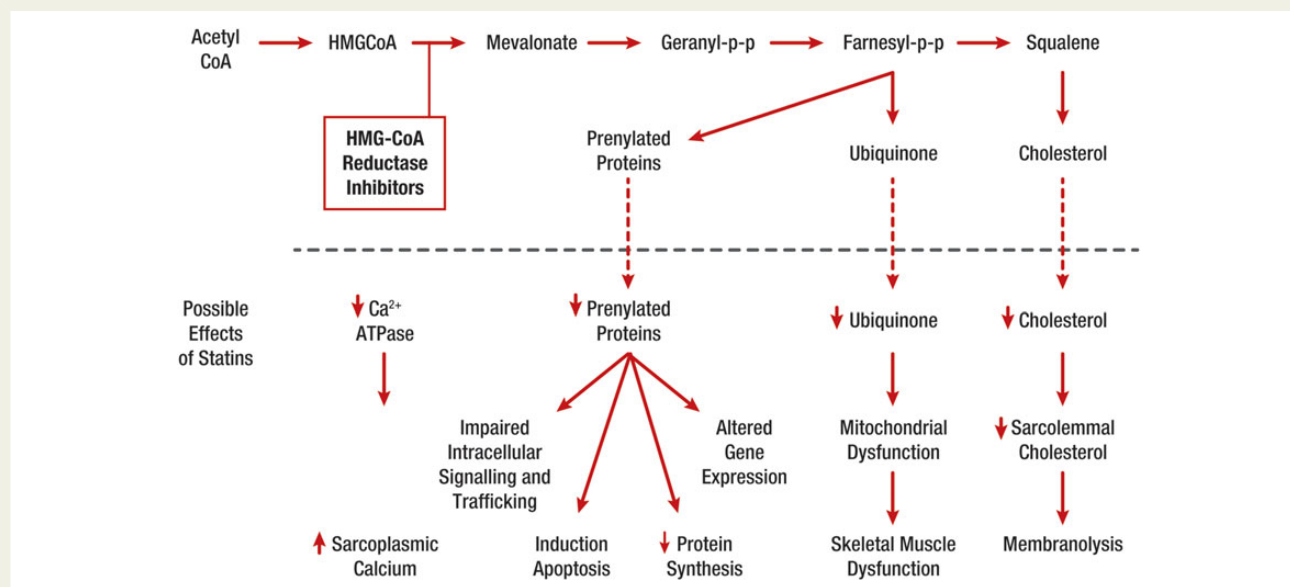 Acetyl
CoA
HMGCoA
Mevalonate
Geranyl-p-p
Farnesyl-p-p
Squalene
HMG-CoA
Reductase
Inhibitors
Prenylated
Proteins
Ubiquinone
Cholesterol
Possible
Effects
of Statins
Ca²⁺
ATPase
Prenylated
Proteins
Ubiquinone
Cholesterol
Impaired
Intracellular
Signalling and
Trafficking
Altered
Gene
Expression
Mitochondrial
Dysfunction
Sarcolemmal
Cholesterol
Sarcoplasmic
Calcium
Induction
Apoptosis
Protein
Synthesis
Skeletal Muscle
Dysfunction
Membranolysis